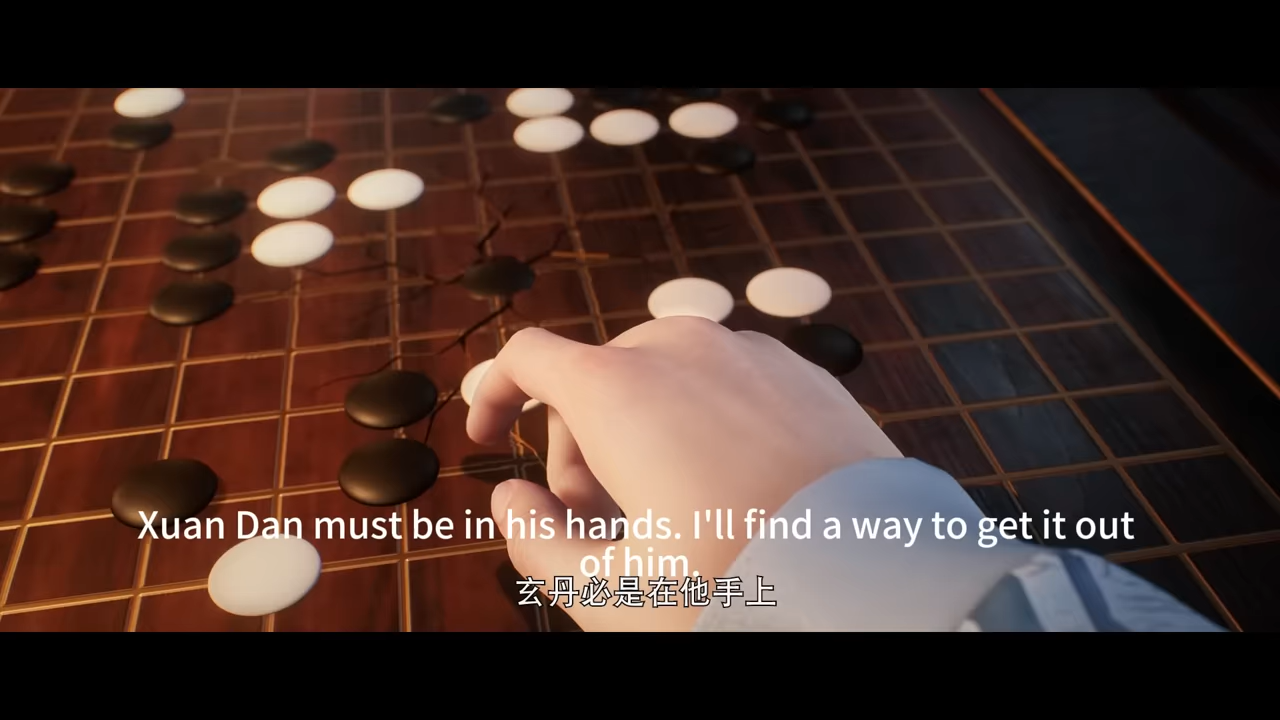 Xuan Dan must be in his hands. I'll find a way to get it out
of him.
玄丹必是在他手上